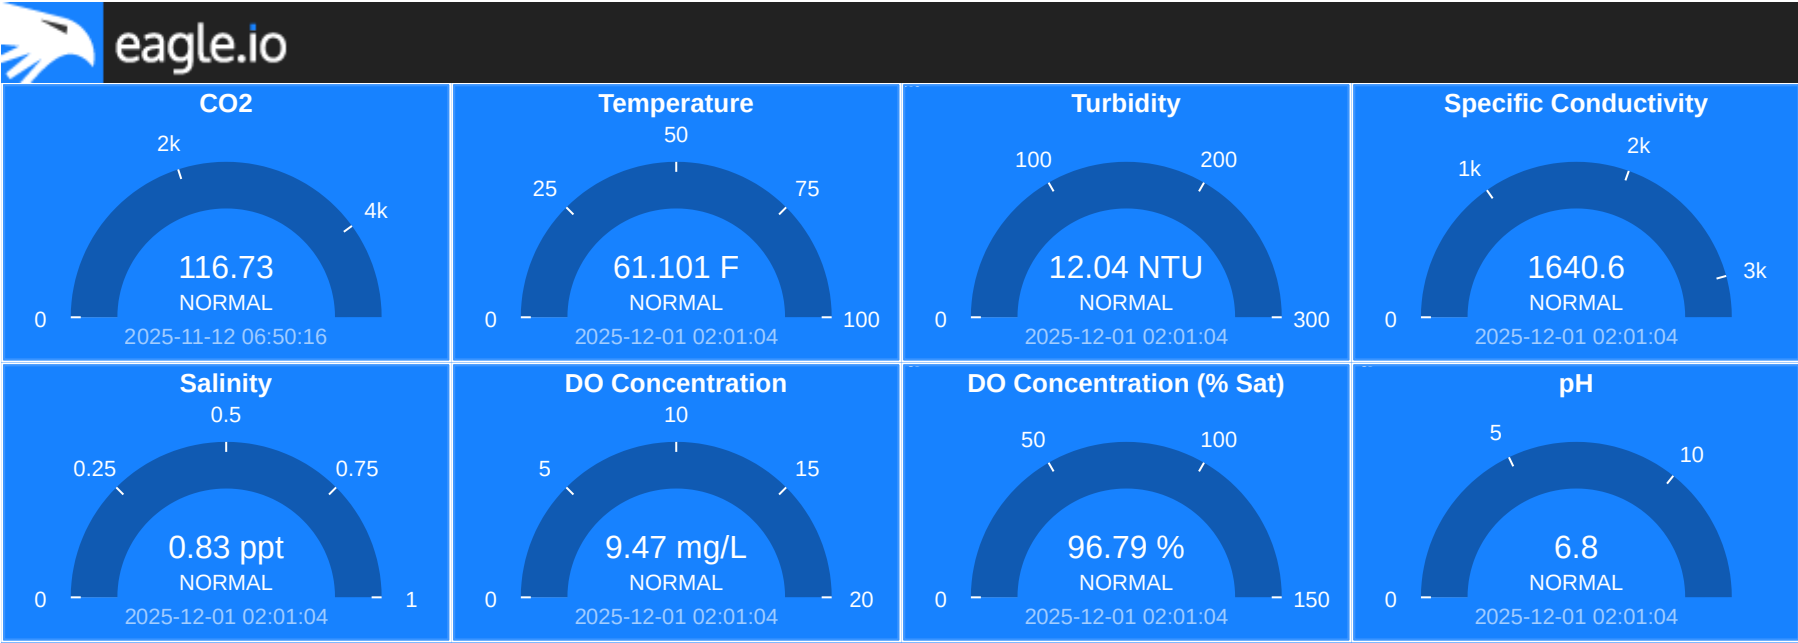 eagle.io
CO2
2k
4k
0
116.73
NORMAL
2025-11-12 06:50:16
Temperature
50
25
75
0
100
61.101 F
NORMAL
2025-12-01 02:01:04
Turbidity
100
200
0
300
12.04 NTU
NORMAL
2025-12-01 02:01:04
Specific Conductivity
1k
2k
3k
0
1640.6
NORMAL
2025-12-01 02:01:04
Salinity
0.5
0.25
0.75
0
1
0.83 ppt
NORMAL
2025-12-01 02:01:04
DO Concentration
10
5
15
0
20
9.47 mg/L
NORMAL
2025-12-01 02:01:04
DO Concentration (% Sat)
50
100
0
150
96.79 %
NORMAL
2025-12-01 02:01:04
pH
5
10
0
6.8
NORMAL
2025-12-01 02:01:04